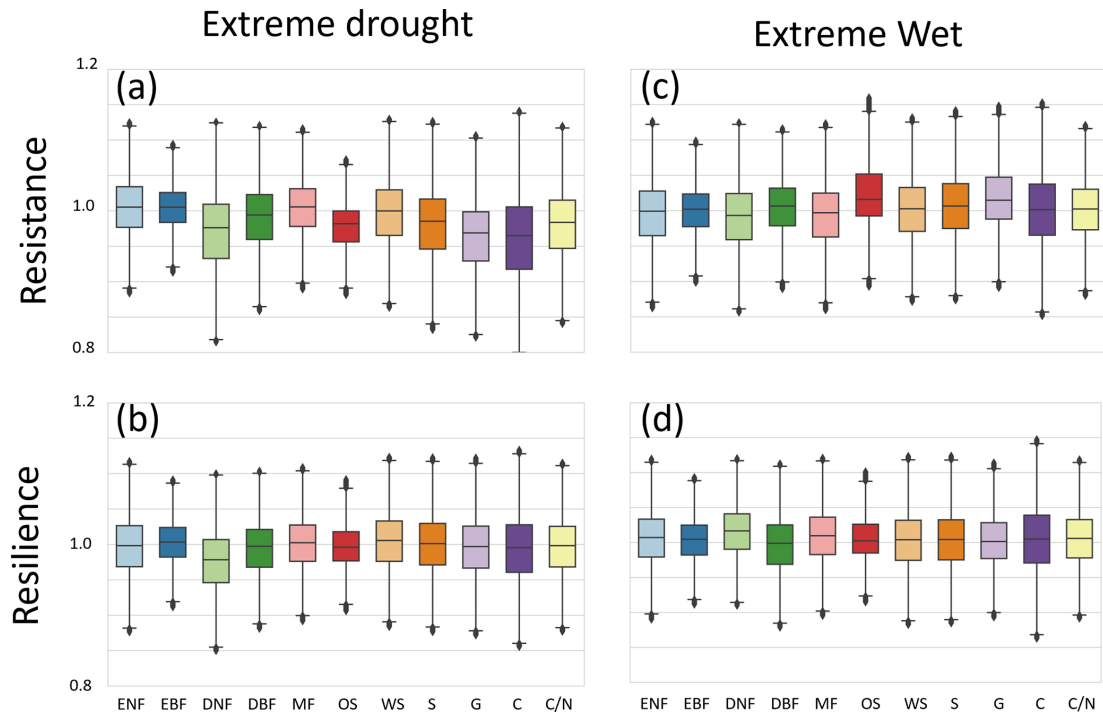 Extreme drought
Extreme Wet
1.2
(a)
(c)
Resistance
1.0
0.8
1.2
(b)
(d)
Resilience
1.0
0.8
ENF EBF DNF DBF MF OS WS S G C C/N
ENF EBF DNF DBF MF OS WS S G C C/N